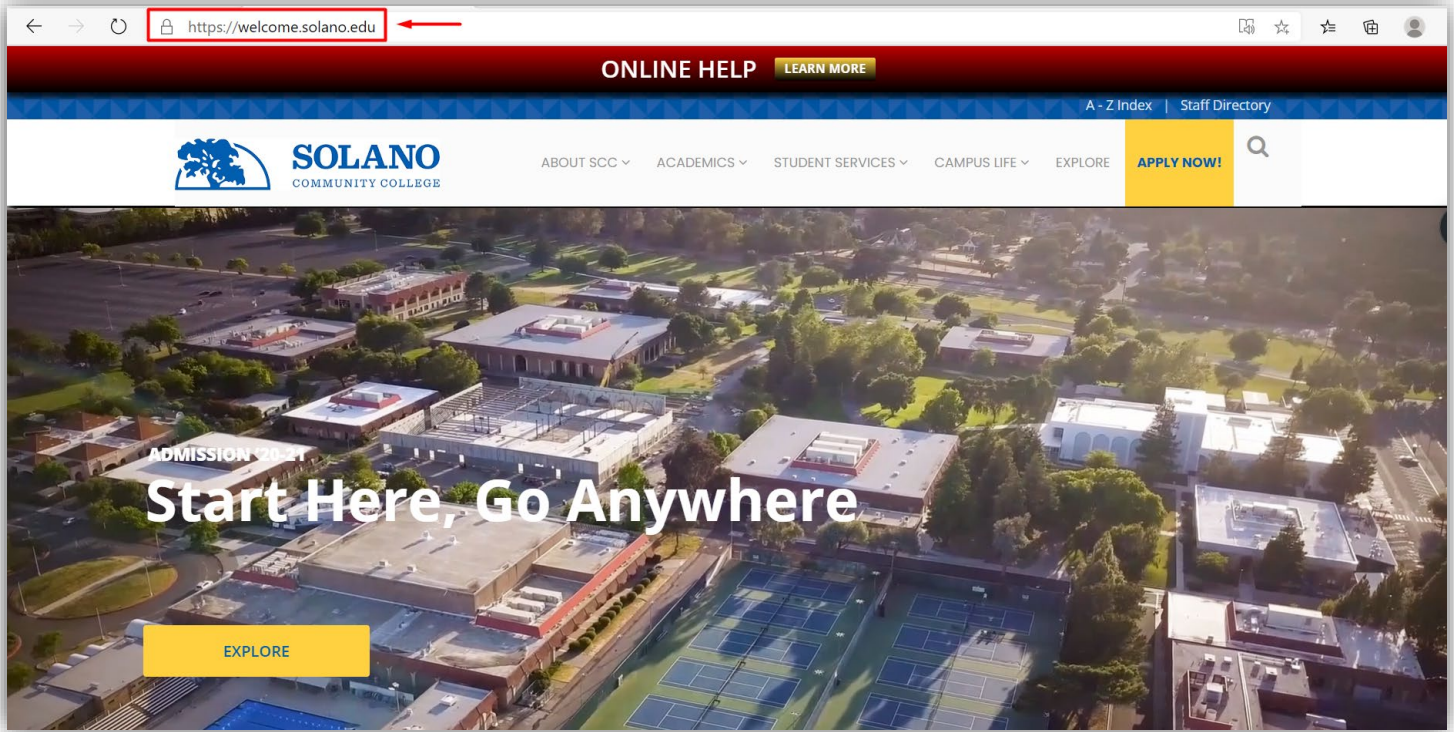 https://welcome.solano.edu
ONLINE HELP LEARN MORE
A - Z Index | Staff Directory
SOLANO
COMMUNITY COLLEGE
ABOUT SCC ACADEMICS STUDENT SERVICES CAMPUS LIFE EXPLORE APPLY NOW!
ADMISSION '20-21
Start Here, Go Anywhere
EXPLORE